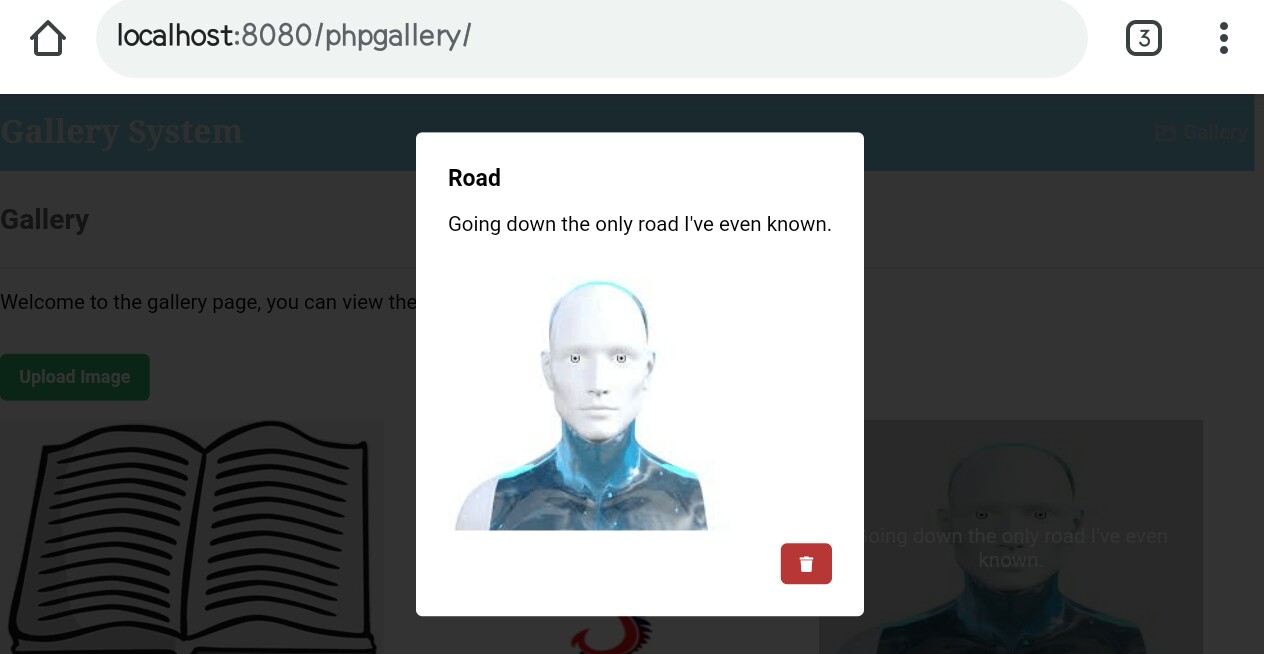 localhost:8080/phpgallery/
3
Gallery System
Gallery
Road
Going down the only road I've even known.
Gallery
Welcome to the gallery page, you can view the
Upload Image
oing down the only road I've even
known.